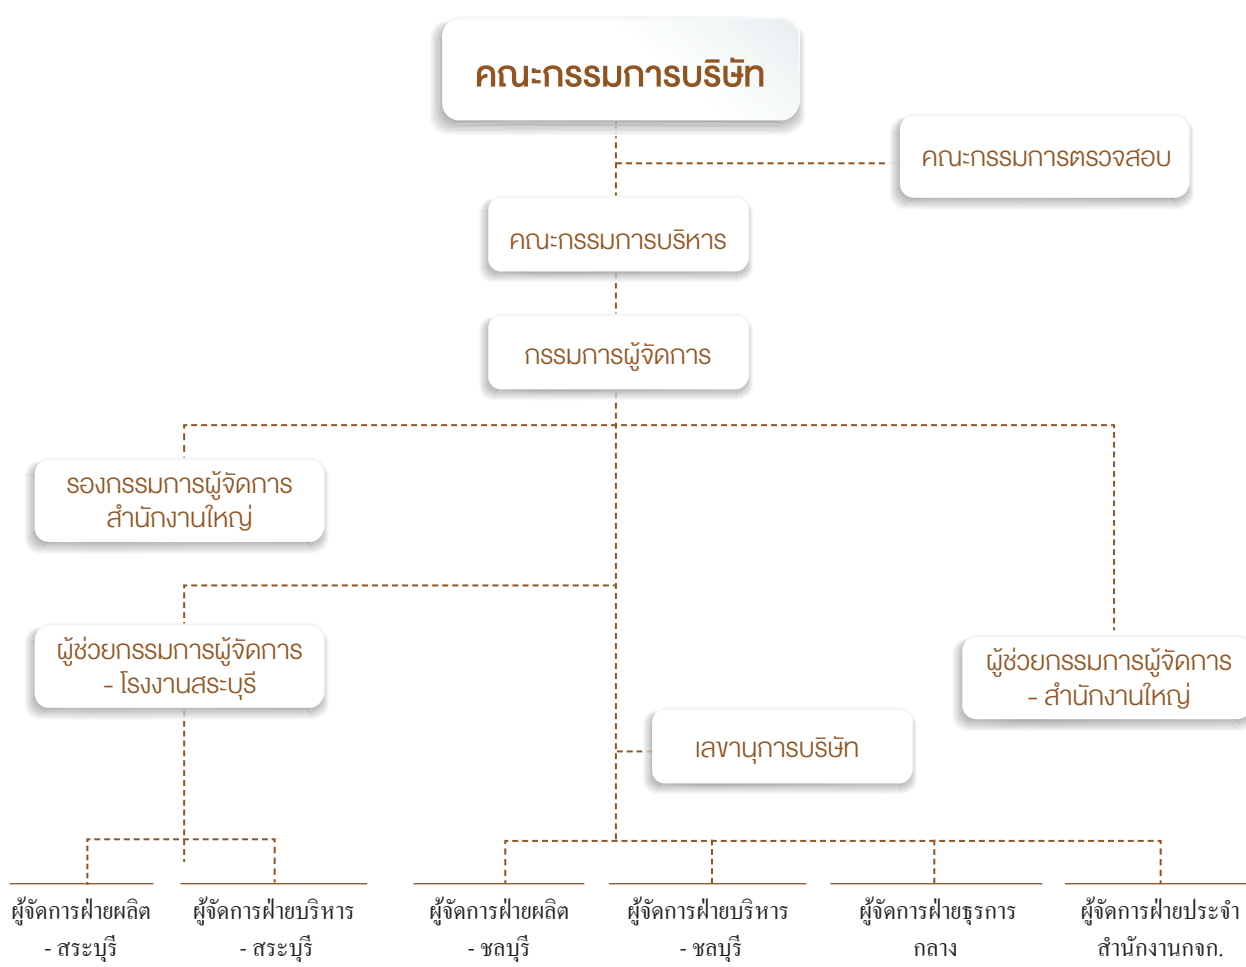 คณะกรรมการบริษัท
คณะกรรมการตรวจสอบ
คณะกรรมการบริหาร
กรรมการผู้จัดการ
รองกรรมการผู้จัดการ
สำนักงานใหญ่
ผู้ช่วยกรรมการผู้จัดการ
- โรงงานสระบุรี
ผู้ช่วยกรรมการผู้จัดการ
- สำนักงานใหญ่
เลขานุการบริษัท
ผู้จัดการฝ่ายผลิต
- สระบุรี
ผู้จัดการฝ่ายบริหาร
- สระบุรี
ผู้จัดการฝ่ายผลิต
- ชลบุรี
ผู้จัดการฝ่ายบริหาร
- ชลบุรี
ผู้จัดการฝ่ายธุรการ
กลาง
ผู้จัดการฝ่ายประจำ
สำนักงานกจก.